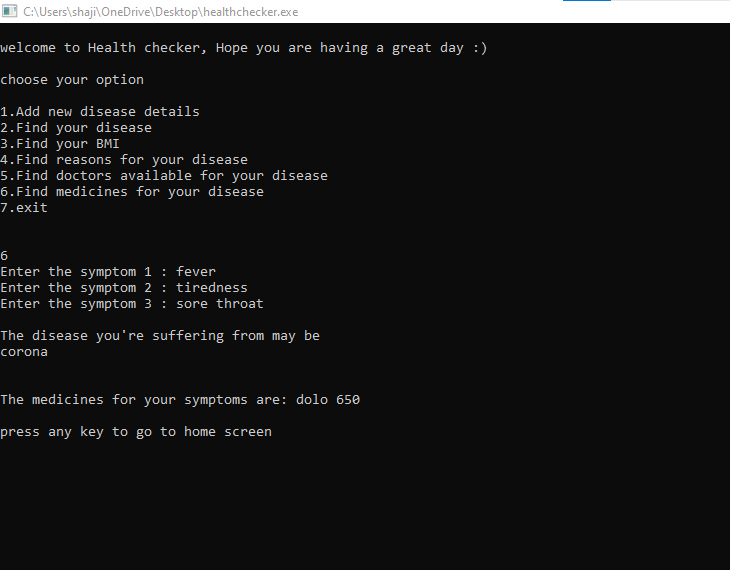 C:\Users\shaji\OneDrive\Desktop\healthchecker.exe
welcome to Health checker, Hope you are having a great day :)
choose your option
1.Add new disease details
2.Find your disease
3.Find your BMI
4.Find reasons for your disease
5.Find doctors available for your disease
6.Find medicines for your disease
7.exit
6
Enter the symptom 1 : fever
Enter the symptom 2 : tiredness
Enter the symptom 3 : sore throat
The disease you're suffering from may be
corona
The medicines for your symptoms are: dolo 650
press any key to go to home screen